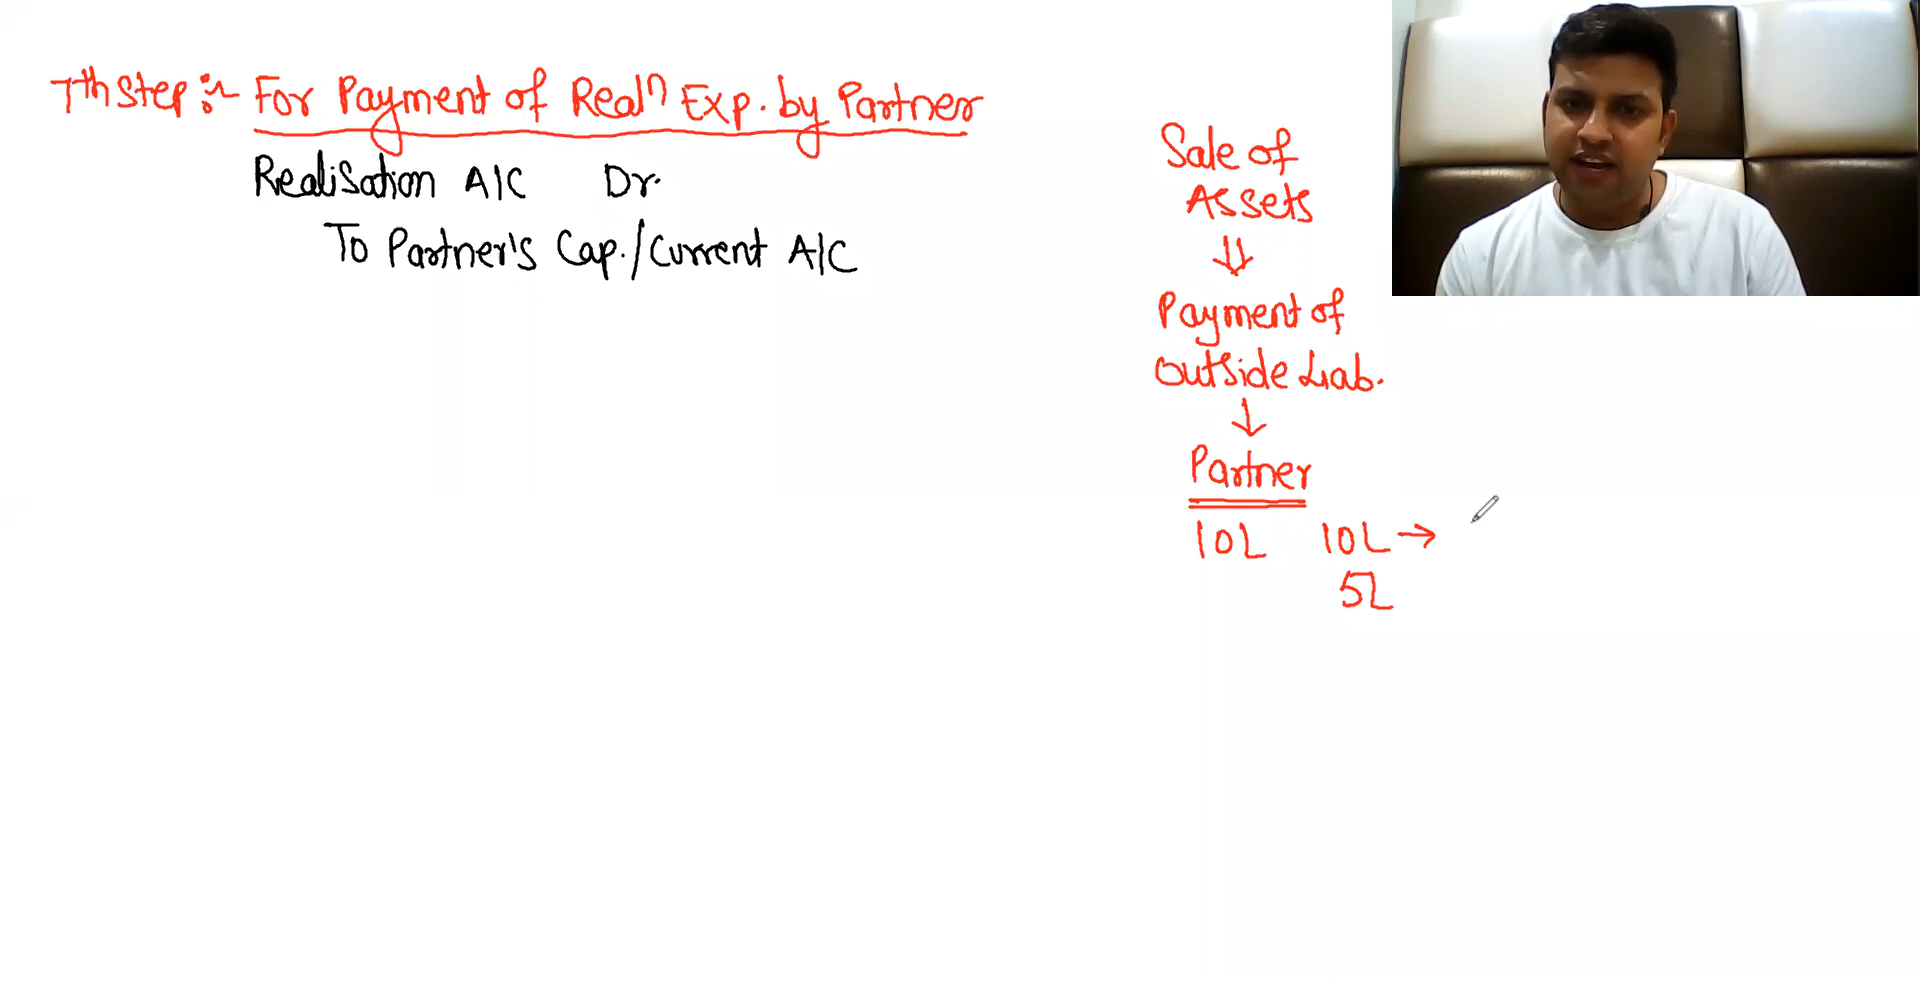 7th Step :~ For Payment of Realn Exp. by Partner
Realisation A/C Dr.
To Partner's Cap./Current A/C
Sale of
Assets
⇓
Payment of
Outside Liab.
↓
Partner
10L 10L →
5L